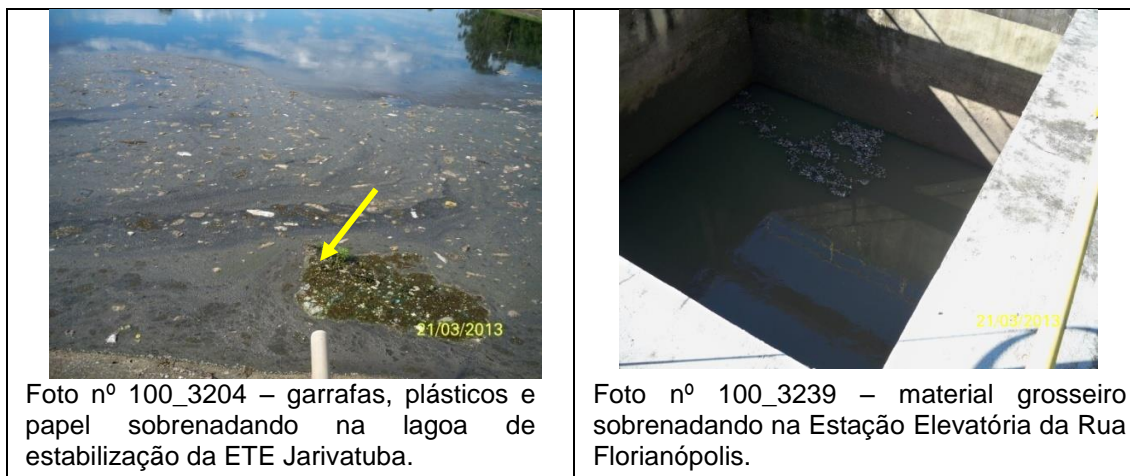 21/03/2013
21/03/2013
Foto nº 100_3204 – garrafas, plásticos e
papel sobrenadando na lagoa de
estabilização da ETE Jarivatuba.
Foto nº 100_3239 – material grosseiro
sobrenadando na Estação Elevatória da Rua
Florianópolis.